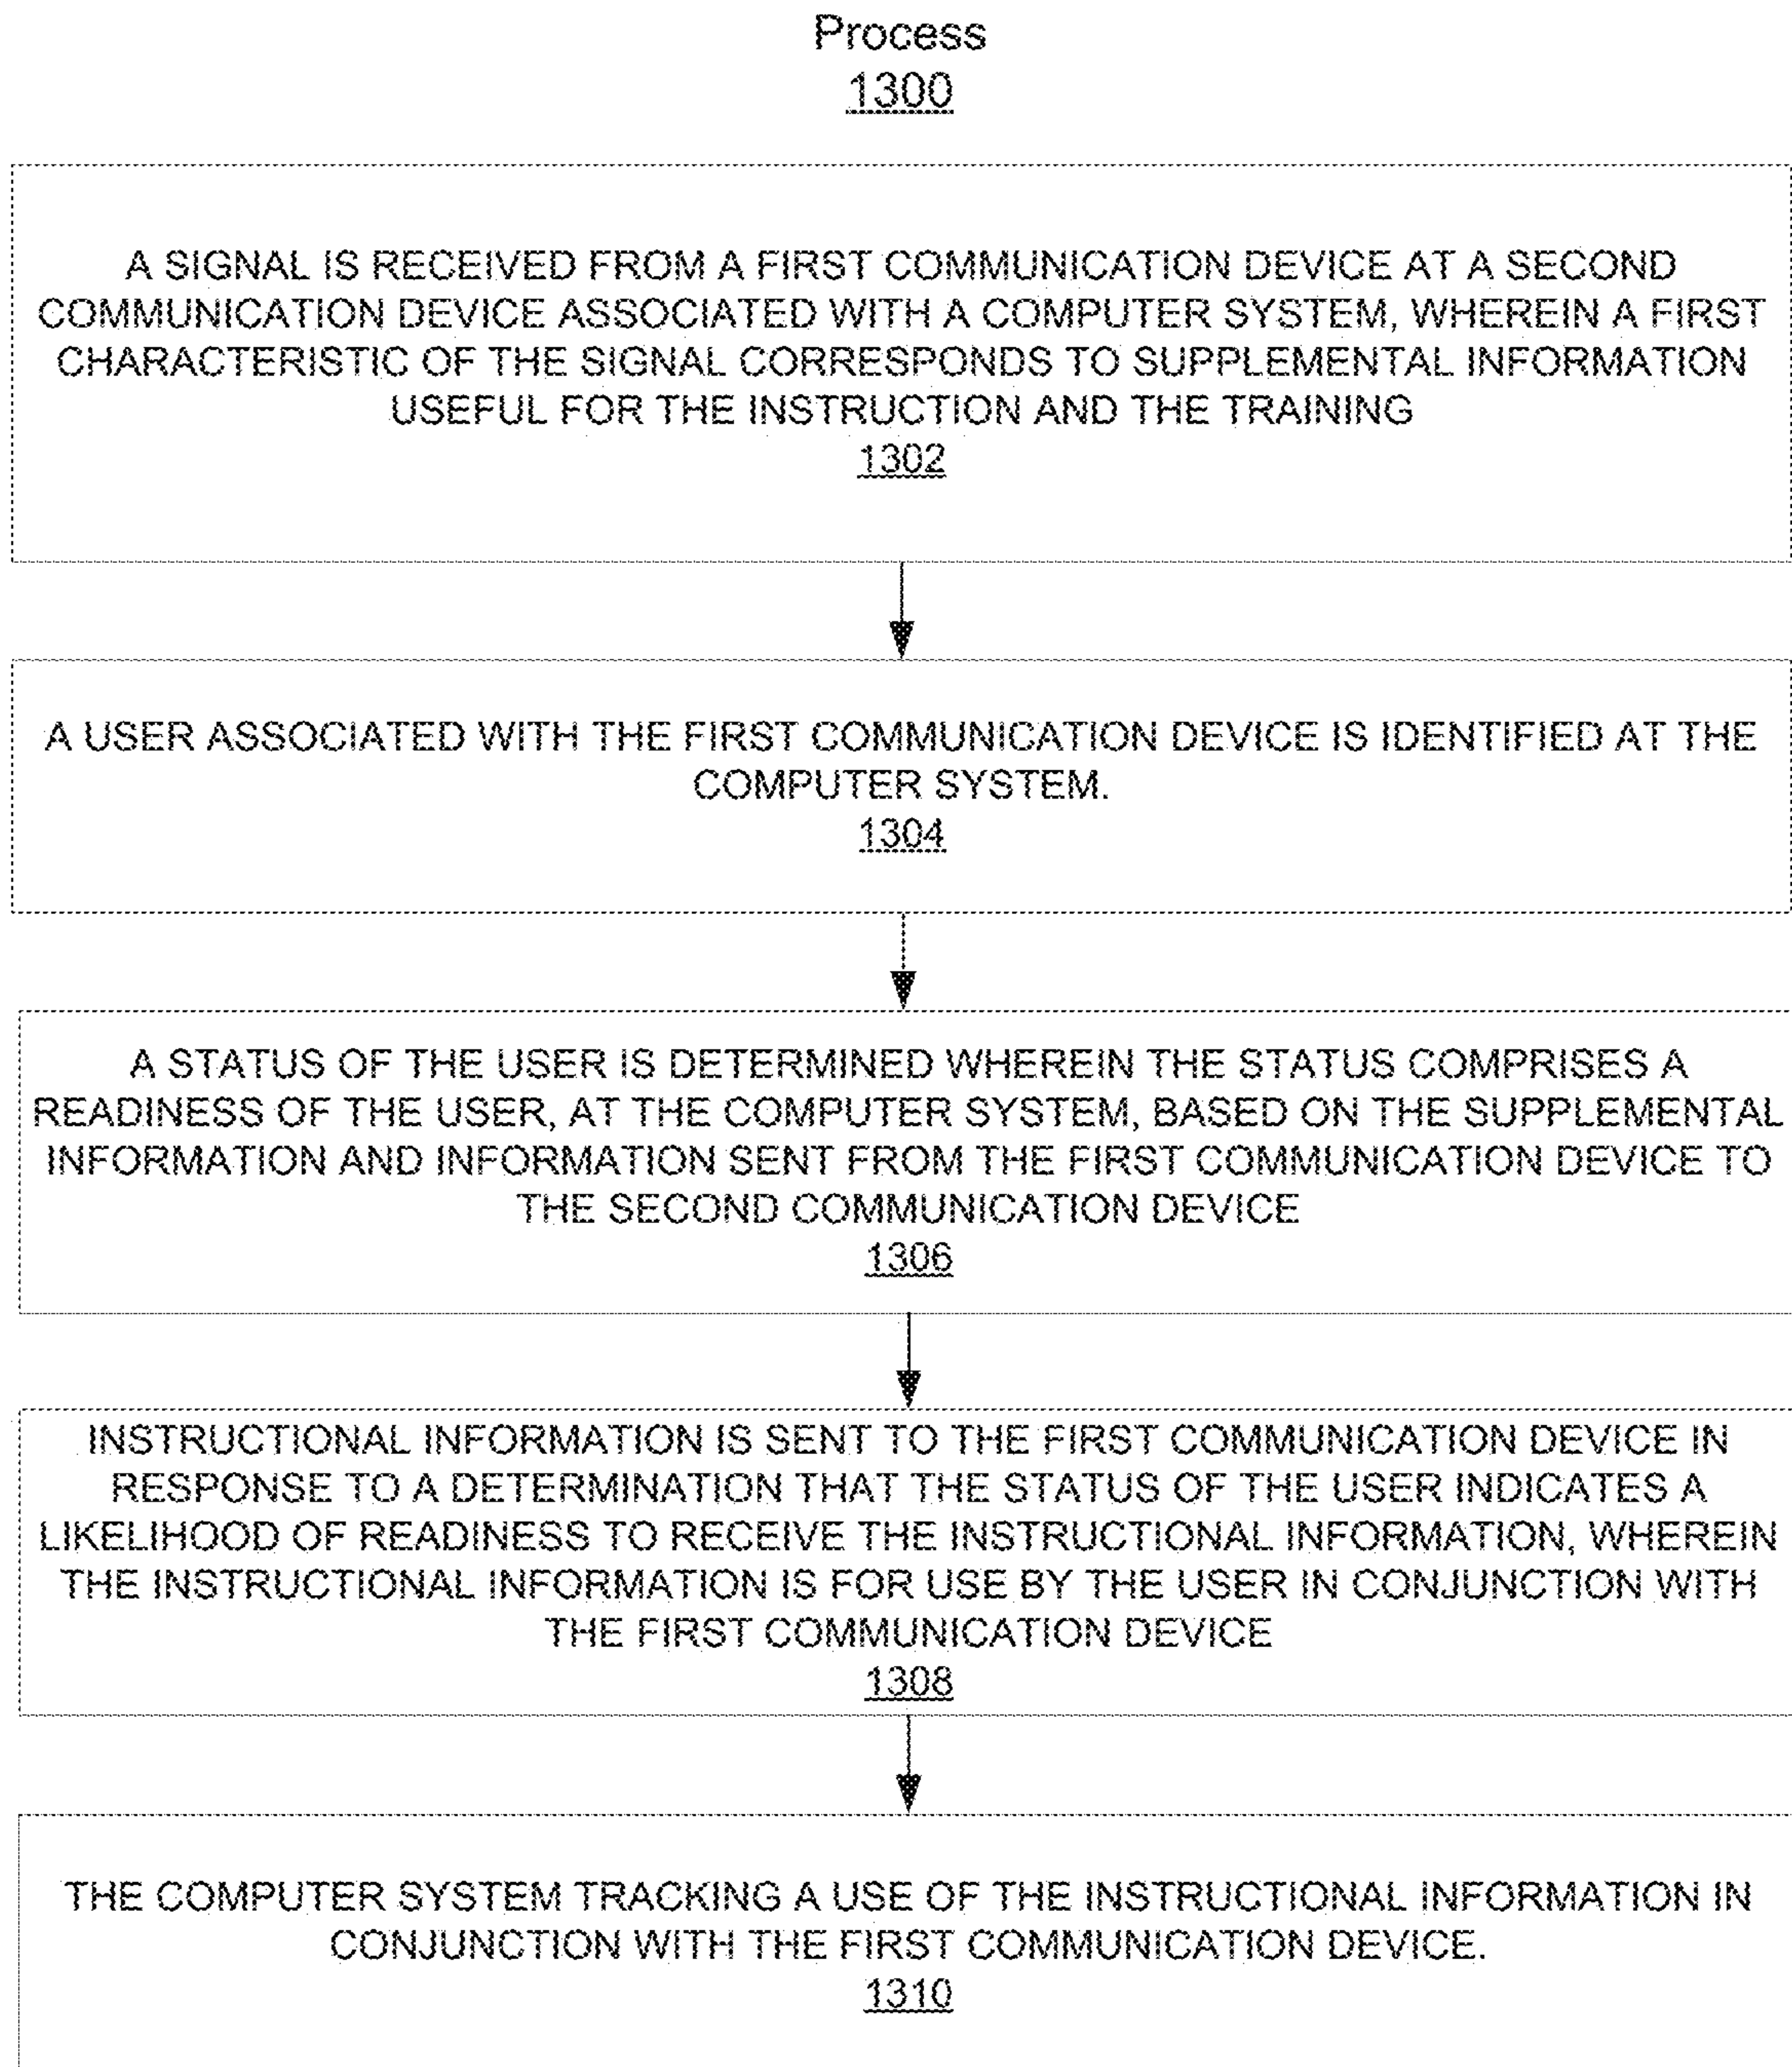 Process
1300
A SIGNAL IS RECEIVED FROM A FIRST COMMUNICATION DEVICE AT A SECOND
COMMUNICATION DEVICE ASSOCIATED WITH A COMPUTER SYSTEM, WHEREIN A FIRST
CHARACTERISTIC OF THE SIGNAL CORRESPONDS TO SUPPLEMENTAL INFORMATION
USEFUL FOR THE INSTRUCTION AND THE TRAINING
1302
A USER ASSOCIATED WITH THE FIRST COMMUNICATION DEVICE IS IDENTIFIED AT THE
COMPUTER SYSTEM.
1304
A STATUS OF THE USER IS DETERMINED WHEREIN THE STATUS COMPRISES A
READINESS OF THE USER, AT THE COMPUTER SYSTEM, BASED ON THE SUPPLEMENTAL
INFORMATION AND INFORMATION SENT FROM THE FIRST COMMUNICATION DEVICE TO
THE SECOND COMMUNICATION DEVICE
1306
INSTRUCTIONAL INFORMATION IS SENT TO THE FIRST COMMUNICATION DEVICE IN
RESPONSE TO A DETERMINATION THAT THE STATUS OF THE USER INDICATES A
LIKELIHOOD OF READINESS TO RECEIVE THE INSTRUCTIONAL INFORMATION, WHEREIN
THE INSTRUCTIONAL INFORMATION IS FOR USE BY THE USER IN CONJUNCTION WITH
THE FIRST COMMUNICATION DEVICE
1308
THE COMPUTER SYSTEM TRACKING A USE OF THE INSTRUCTIONAL INFORMATION IN
CONJUNCTION WITH THE FIRST COMMUNICATION DEVICE.
1310